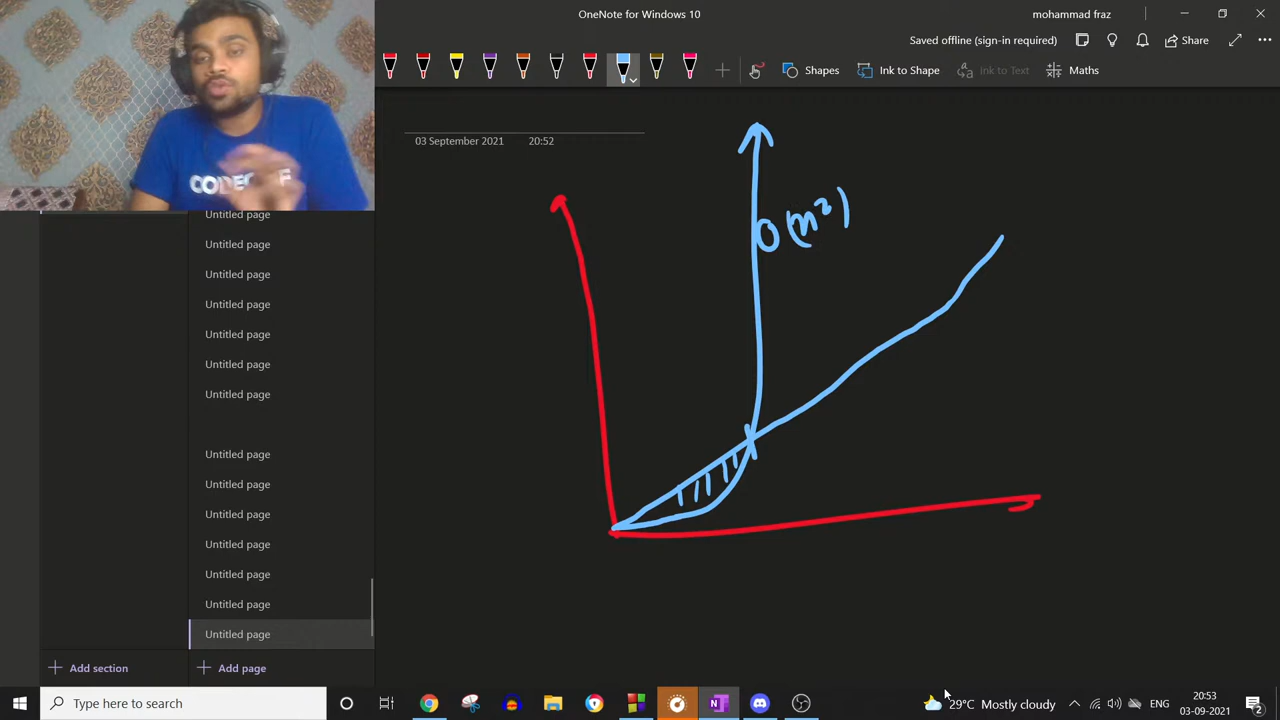 OneNote for Windows 10
mohammad fraz
Saved offline (sign-in required)
Share
Shapes
Ink to Shape
Ink to Text
Maths
03 September 2021 20:52
O(n²)
Untitled page
Untitled page
Untitled page
Untitled page
Untitled page
Untitled page
Untitled page
Untitled page
Untitled page
Untitled page
Untitled page
Untitled page
Untitled page
Untitled page
Add section
Add page
Type here to search
29°C Mostly cloudy
ENG
20:53
03-09-2021
2